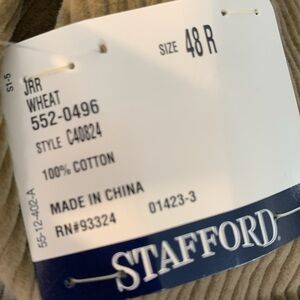 S1-5
JRR
WHEAT
552-0496
SIZE 48 R
STYLE C40824
100% COTTON
MADE IN CHINA
01423-3
RN#93324
55-12-402-A
STAFFORD